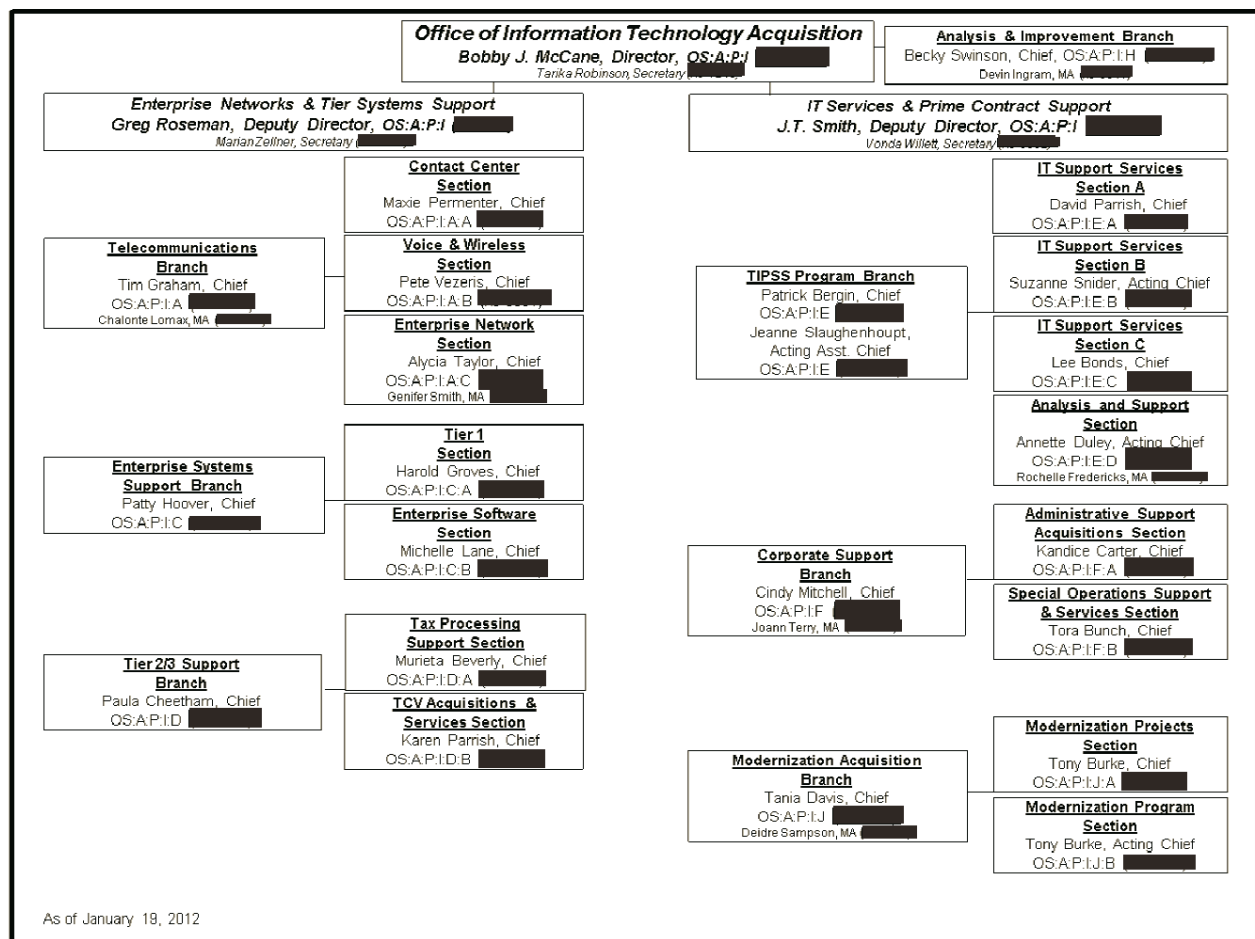 Office of Information Technology Acquisition
Bobby J. McCane, Director, OS:A:P:I
Tarika Robinson, Secretary
Analysis & Improvement Branch
Becky Swinson, Chief, OS:A:P:I:H
Devin Ingram, MA
Enterprise Networks & Tier Systems Support
Greg Roseman, Deputy Director, OS:A:P:I
Marian Zellner, Secretary
IT Services & Prime Contract Support
J.T. Smith, Deputy Director, OS:A:P:I
Vonda Willett, Secretary
Telecommunications
Branch
Tim Graham, Chief
OS:A:P:I:A
Chalonte Lomax, MA
Contact Center
Section
Maxie Permenter, Chief
OS:A:P:I:A:A
Voice & Wireless
Section
Pete Vezeris, Chief
OS:A:P:I:A:B
Enterprise Network
Section
Alycia Taylor, Chief
OS:A:P:I:A:C
Genifer Smith, MA
Enterprise Systems
Support Branch
Patty Hoover, Chief
OS:A:P:I:C
Tier 1
Section
Harold Groves, Chief
OS:A:P:I:C:A
Enterprise Software
Section
Michelle Lane, Chief
OS:A:P:I:C:B
Tier 2/3 Support
Branch
Paula Cheetham, Chief
OS:A:P:I:D
Tax Processing
Support Section
Murieta Beverly, Chief
OS:A:P:I:D:A
TCV Acquisitions &
Services Section
Karen Parrish, Chief
OS:A:P:I:D:B
TIPSS Program Branch
Patrick Bergin, Chief
OS:A:P:I:E
Jeanne Slaughenhoupt,
Acting Asst. Chief
OS:A:P:I:E
IT Support Services
Section A
David Parrish, Chief
OS:A:P:I:E:A
IT Support Services
Section B
Suzanne Snider, Acting Chief
OS:A:P:I:E:B
IT Support Services
Section C
Lee Bonds, Chief
OS:A:P:I:E:C
Analysis and Support
Section
Annette Duley, Acting Chief
OS:A:P:I:E:D
Rochelle Fredericks, MA
Corporate Support
Branch
Cindy Mitchell, Chief
OS:A:P:I:F
Joann Terry, MA
Administrative Support
Acquisitions Section
Kandice Carter, Chief
OS:A:P:I:F:A
Special Operations Support
& Services Section
Tora Bunch, Chief
OS:A:P:I:F:B
Modernization Acquisition
Branch
Tania Davis, Chief
OS:A:P:I:J
Deidre Sampson, MA
Modernization Projects
Section
Tony Burke, Chief
OS:A:P:I:J:A
Modernization Program
Section
Tony Burke, Acting Chief
OS:A:P:I:J:B
As of January 19, 2012